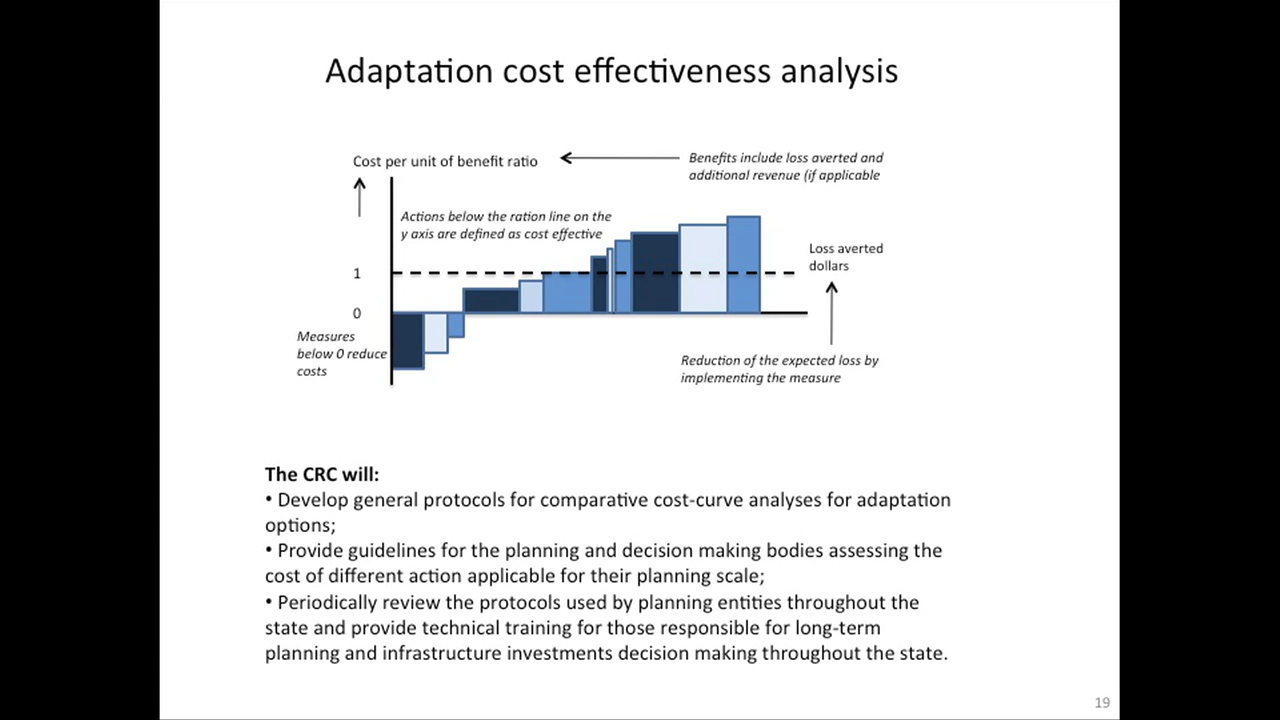 Adaptation cost effectiveness analysis
Cost per unit of benefit ratio
Benefits include loss averted and
additional revenue (if applicable
Actions below the ration line on the
y axis are defined as cost effective
Loss averted
dollars
1
0
Measures
below 0 reduce
costs
Reduction of the expected loss by
implementing the measure
The CRC will:
• Develop general protocols for comparative cost-curve analyses for adaptation
options;
• Provide guidelines for the planning and decision making bodies assessing the
cost of different action applicable for their planning scale;
• Periodically review the protocols used by planning entities throughout the
state and provide technical training for those responsible for long-term
planning and infrastructure investments decision making throughout the state.
19